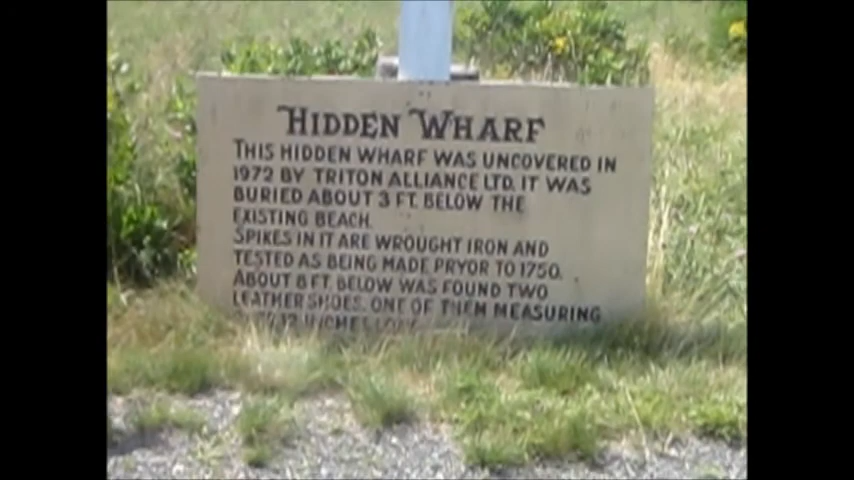 HIDDEN WHARF
THIS HIDDEN WHARF WAS UNCOVERED IN
1972 BY TRITON ALLIANCE LTD. IT WAS
BURIED ABOUT 3 FT. BELOW THE
EXISTING BEACH.
SPIKES IN IT ARE WROUGHT IRON AND
TESTED AS BEING MADE PRYOR TO 1750.
ABOUT 8 FT. BELOW WAS FOUND TWO
LEATHER SHOES. ONE OF THEM MEASURING
12 INCHES